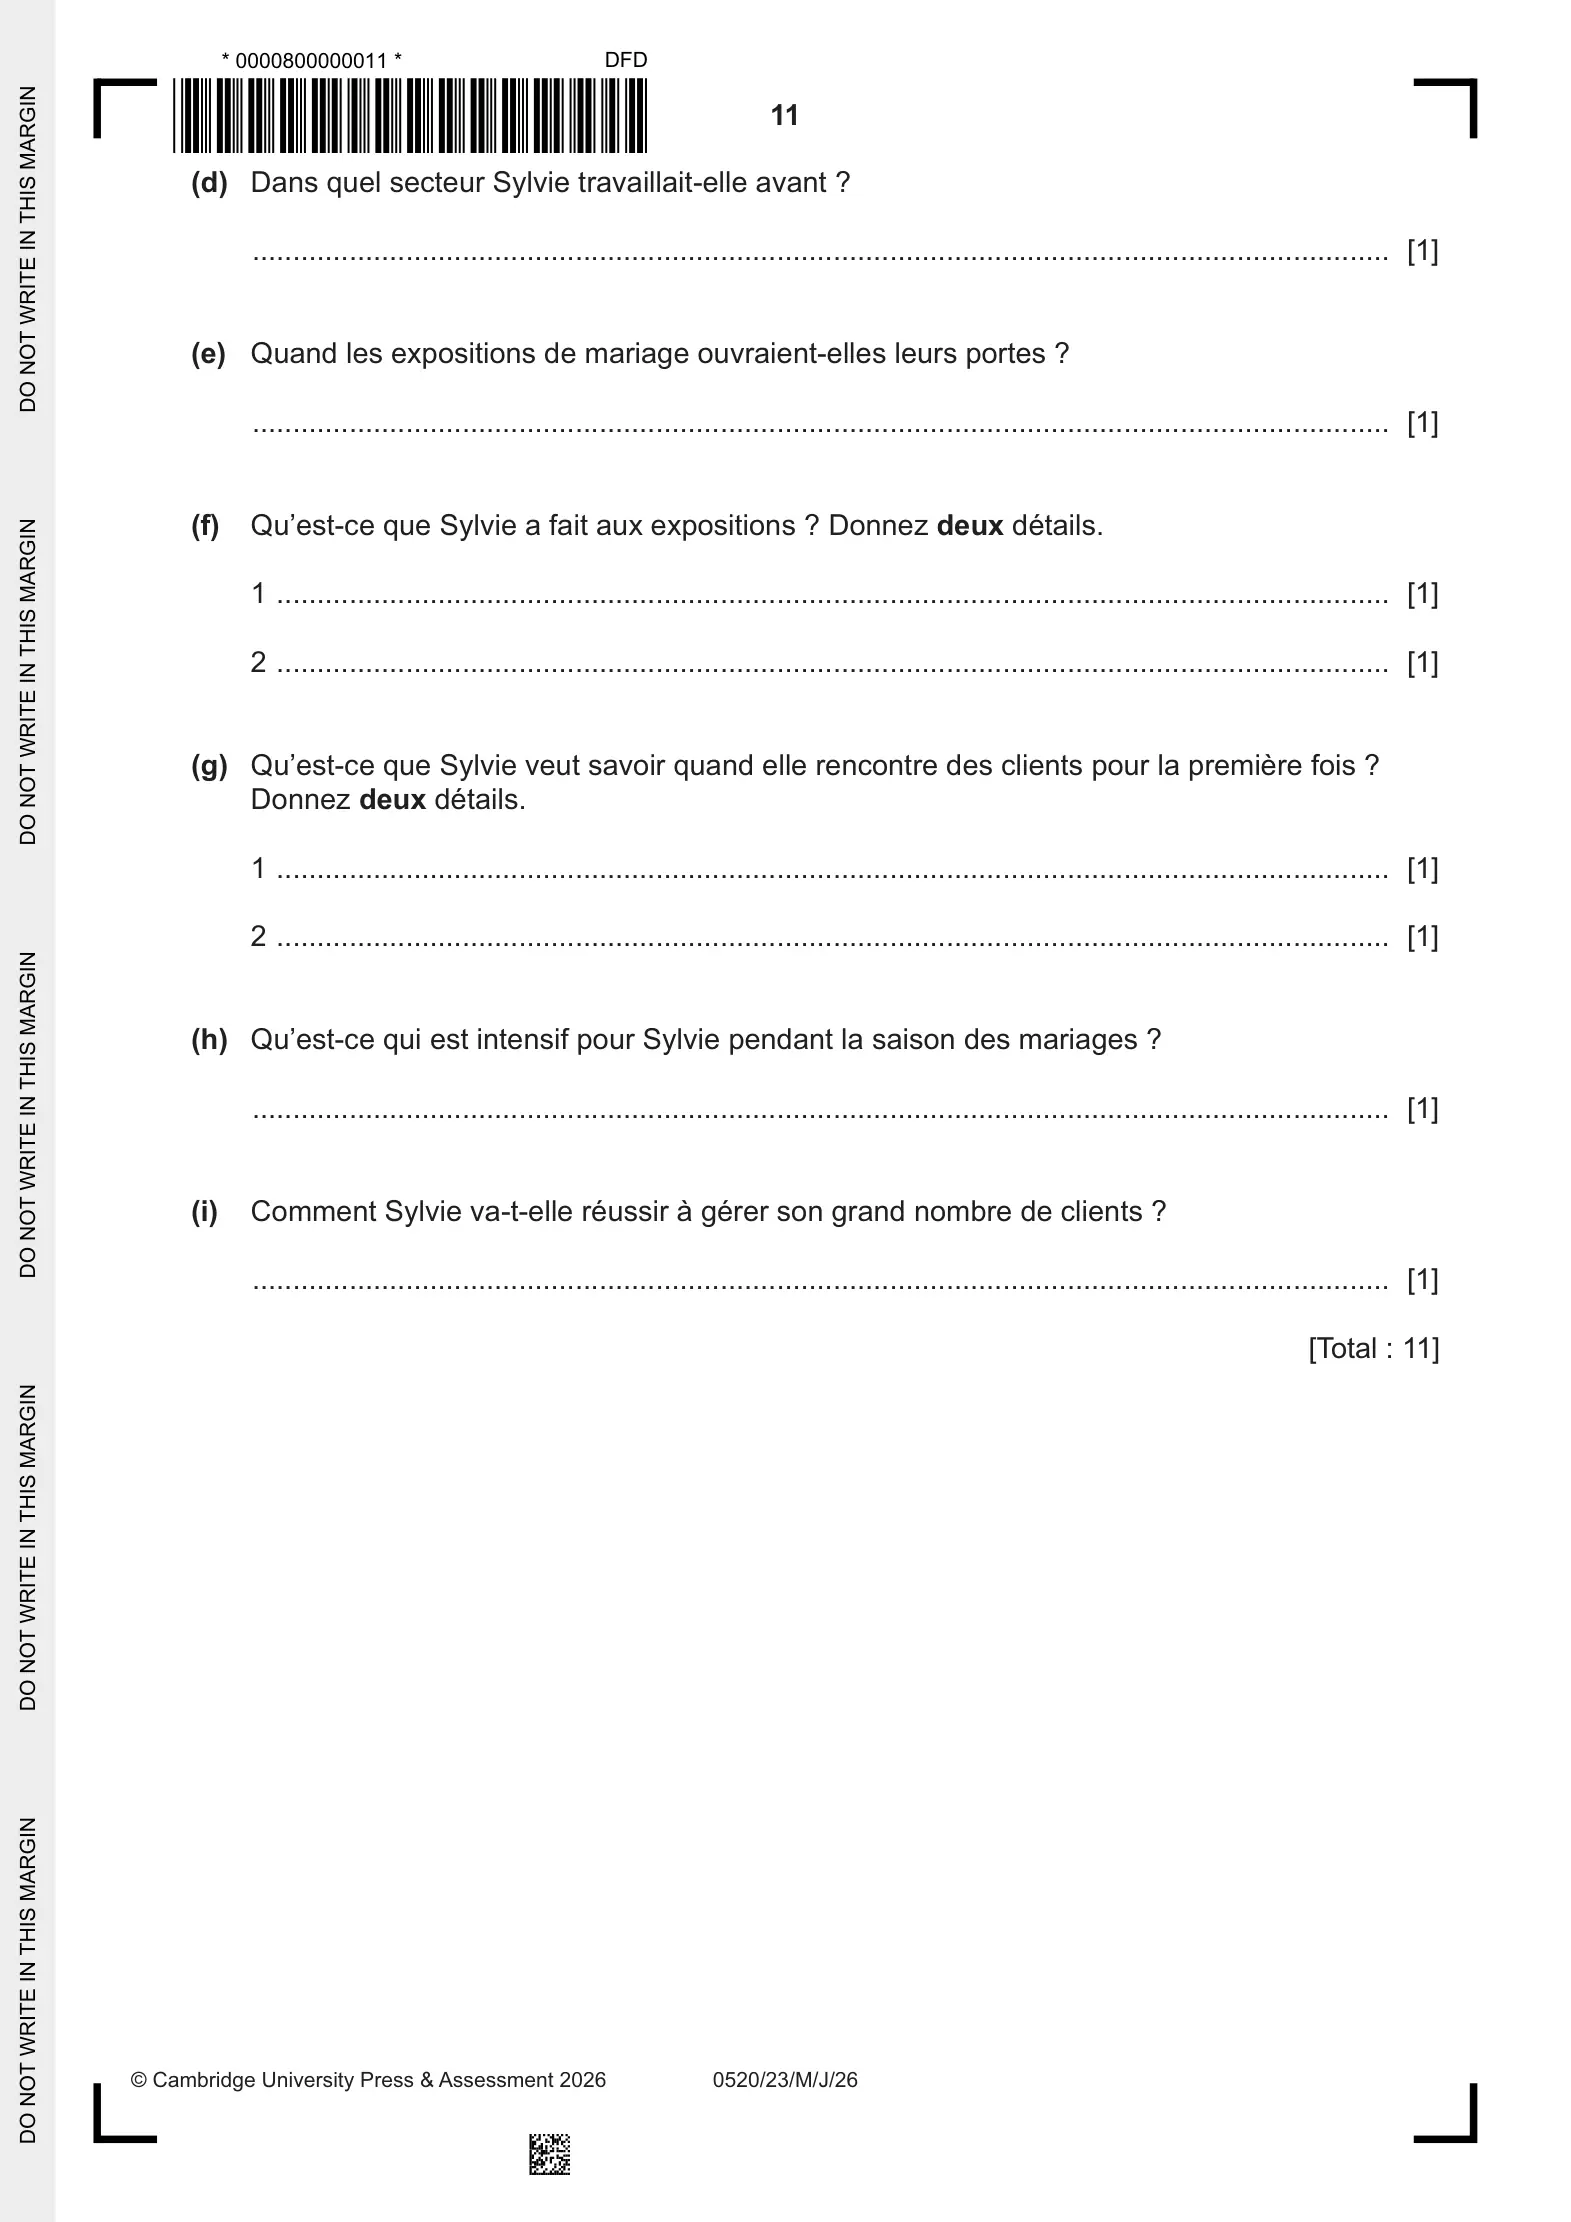 * 0000800000011 *
DFD
11
(d) Dans quel secteur Sylvie travaillait-elle avant ?
.......................................................................................................................................... [1]
(e) Quand les expositions de mariage ouvraient-elles leurs portes ?
.......................................................................................................................................... [1]
(f) Qu’est-ce que Sylvie a fait aux expositions ? Donnez deux détails.
1 ....................................................................................................................................... [1]
2 ....................................................................................................................................... [1]
(g) Qu’est-ce que Sylvie veut savoir quand elle rencontre des clients pour la première fois ?
Donnez deux détails.
1 ....................................................................................................................................... [1]
2 ....................................................................................................................................... [1]
(h) Qu’est-ce qui est intensif pour Sylvie pendant la saison des mariages ?
.......................................................................................................................................... [1]
(i) Comment Sylvie va-t-elle réussir à gérer son grand nombre de clients ?
.......................................................................................................................................... [1]
[Total : 11]
© Cambridge University Press & Assessment 2026
0520/23/M/J/26
DO NOT WRITE IN THIS MARGIN
DO NOT WRITE IN THIS MARGIN
DO NOT WRITE IN THIS MARGIN
DO NOT WRITE IN THIS MARGIN
DO NOT WRITE IN THIS MARGIN